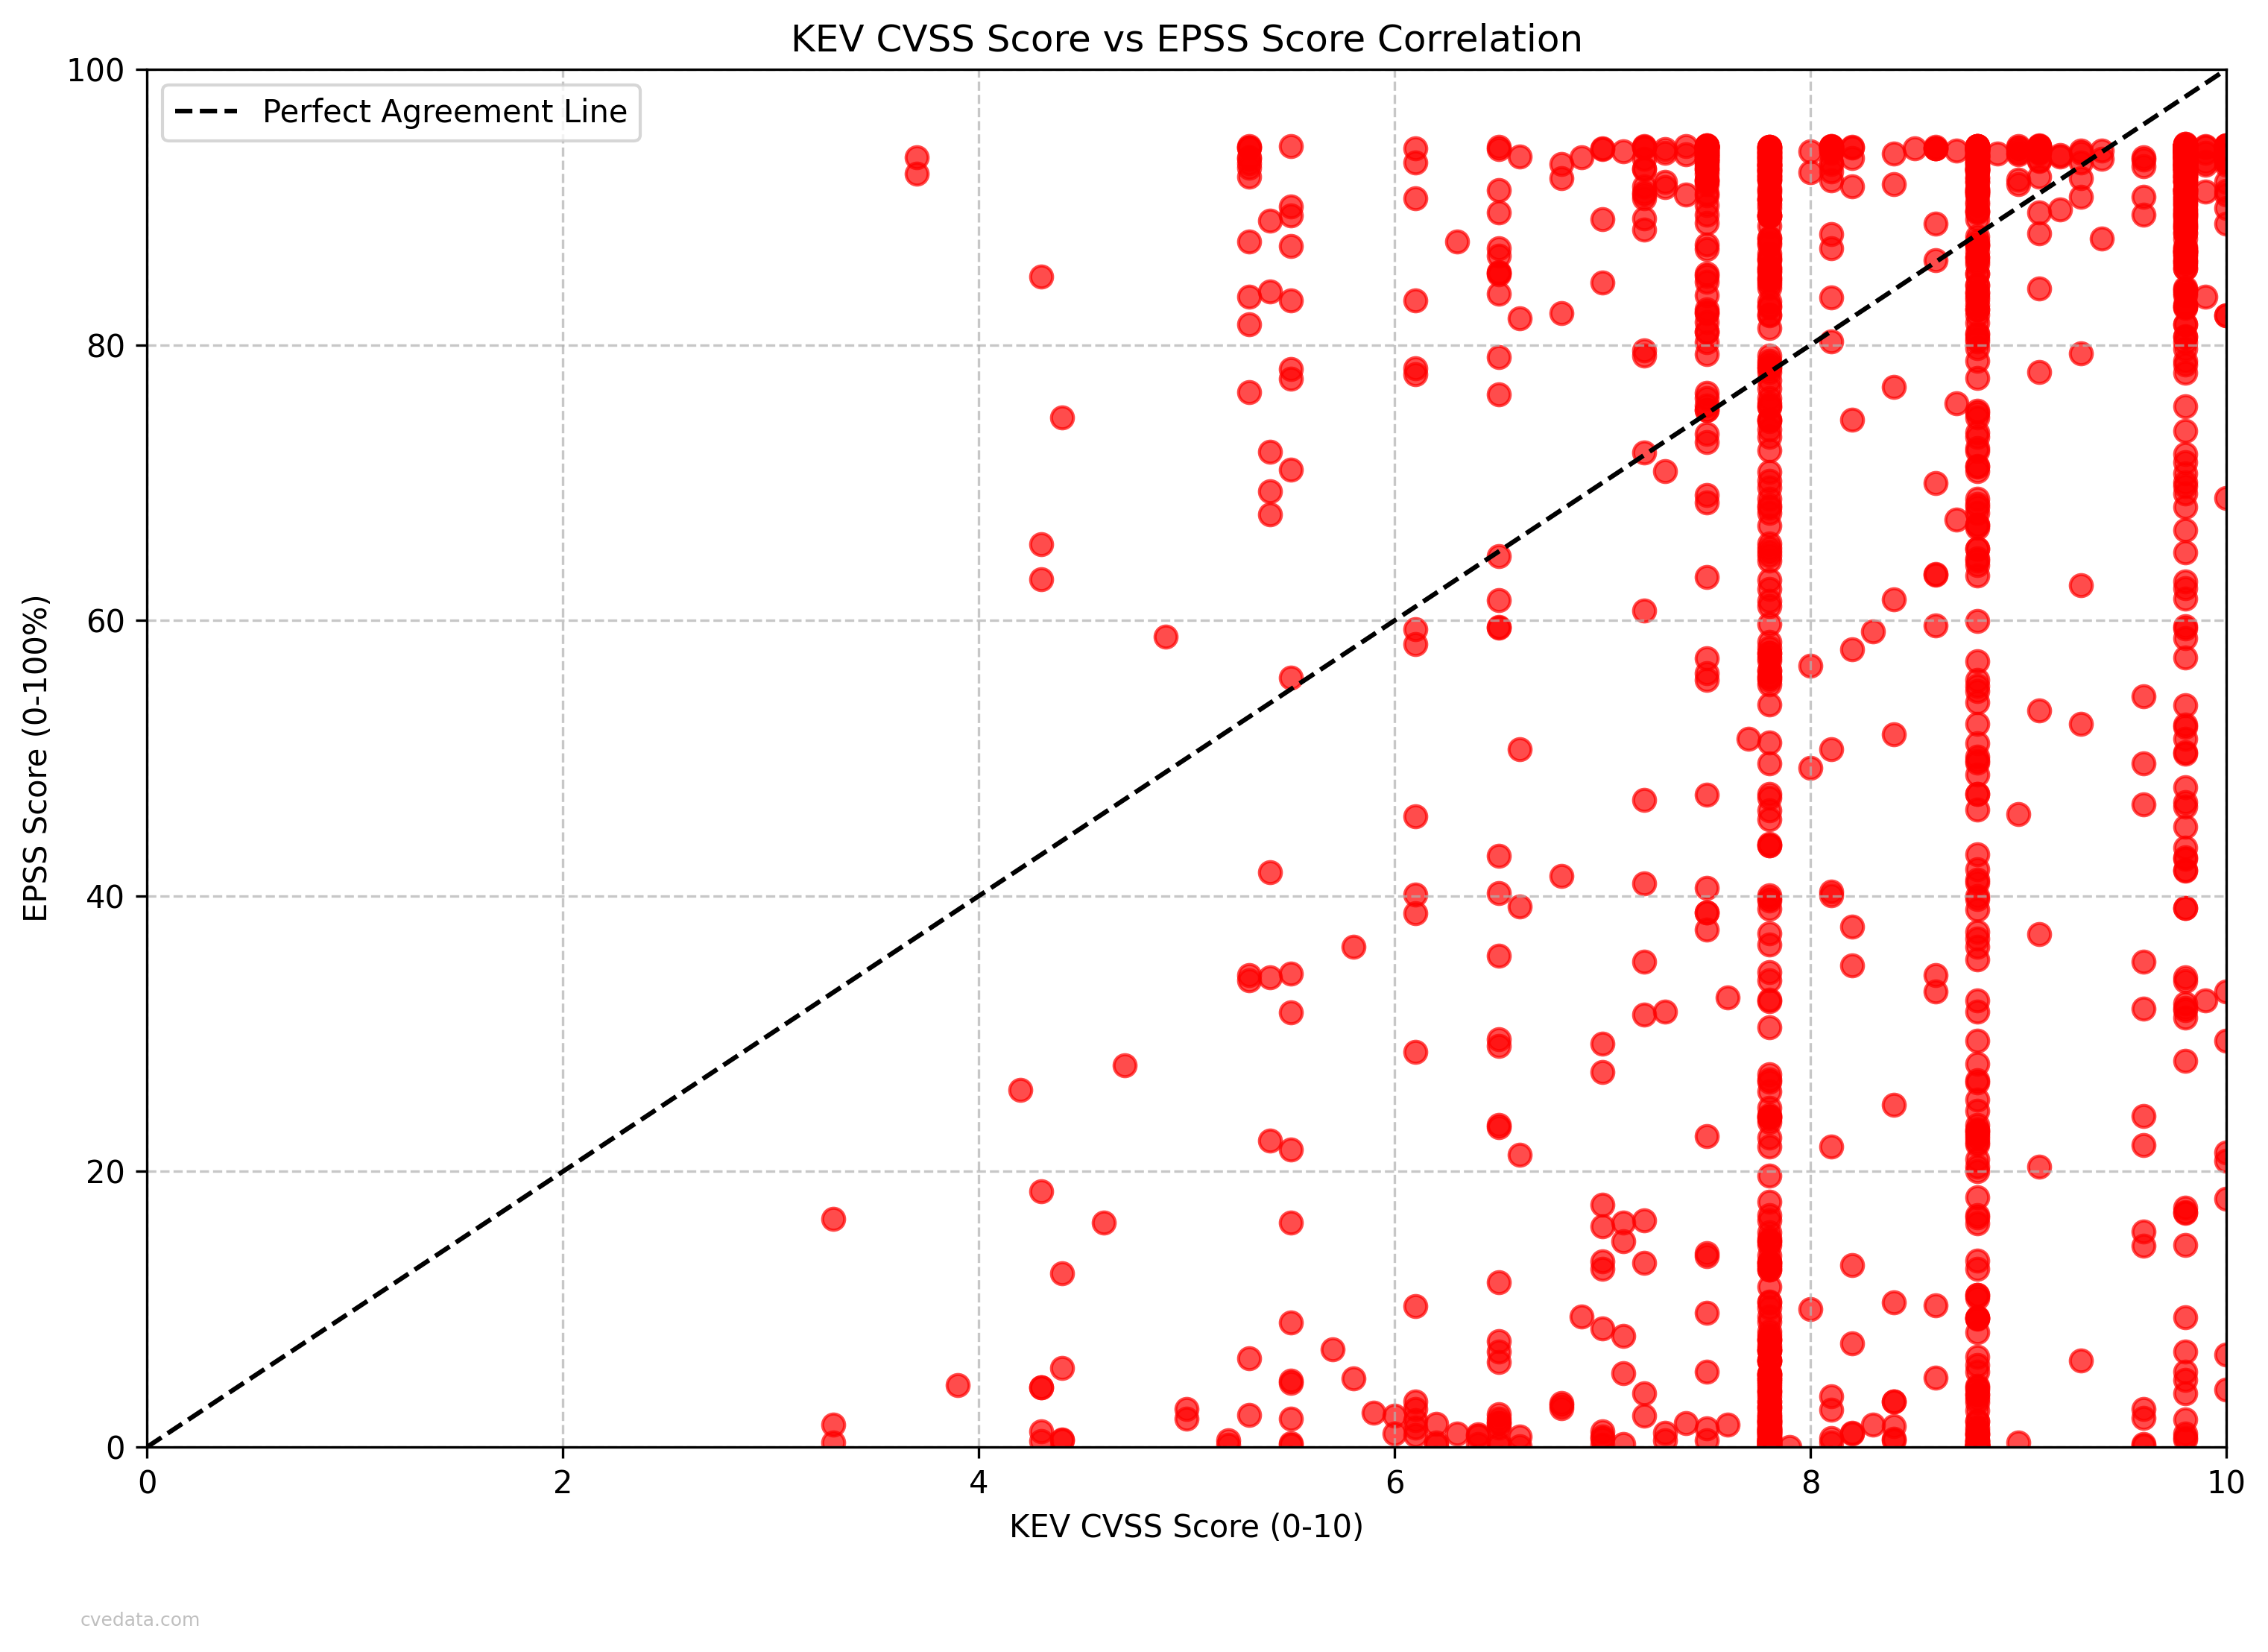 KEV CVSS Score vs EPSS Score Correlation
Perfect Agreement Line
EPSS Score (0-100%)
100
80
60
40
20
0
0 2 4 6 8 10
KEV CVSS Score (0-10)
cvedata.com